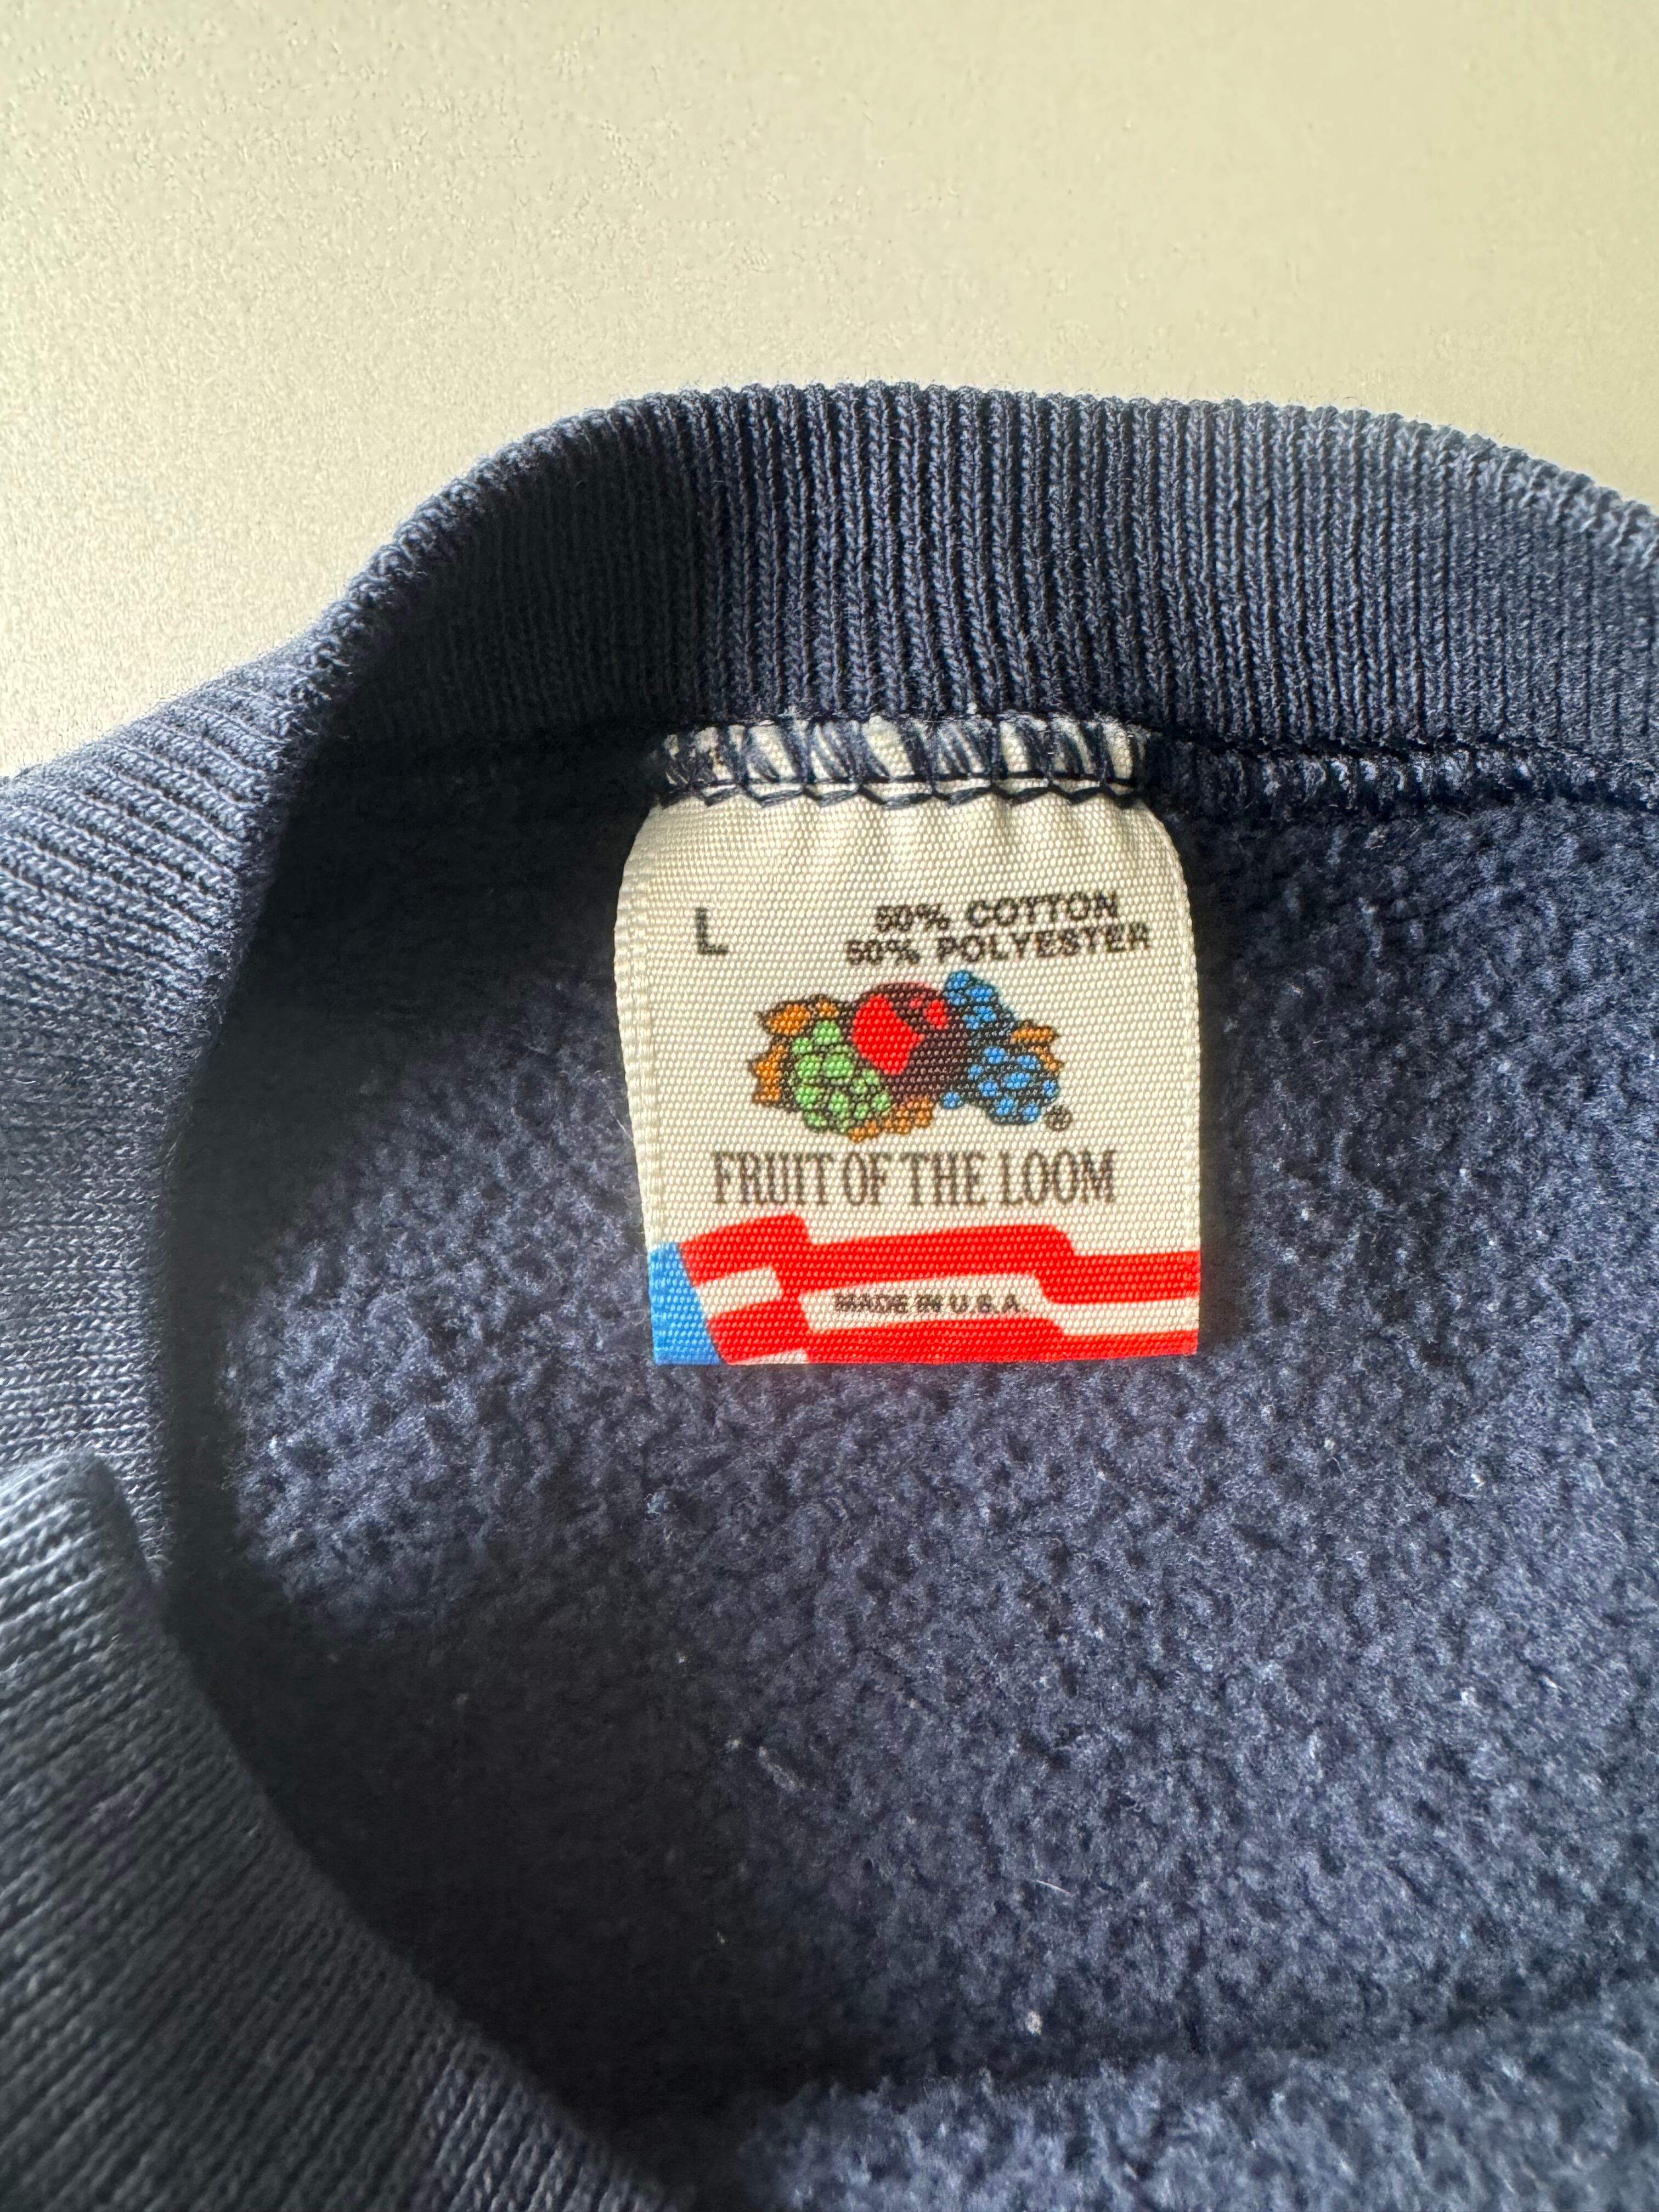 L
50% COTTON
50% POLYESTER
®
FRUIT OF THE LOOM
MADE IN U.S.A.